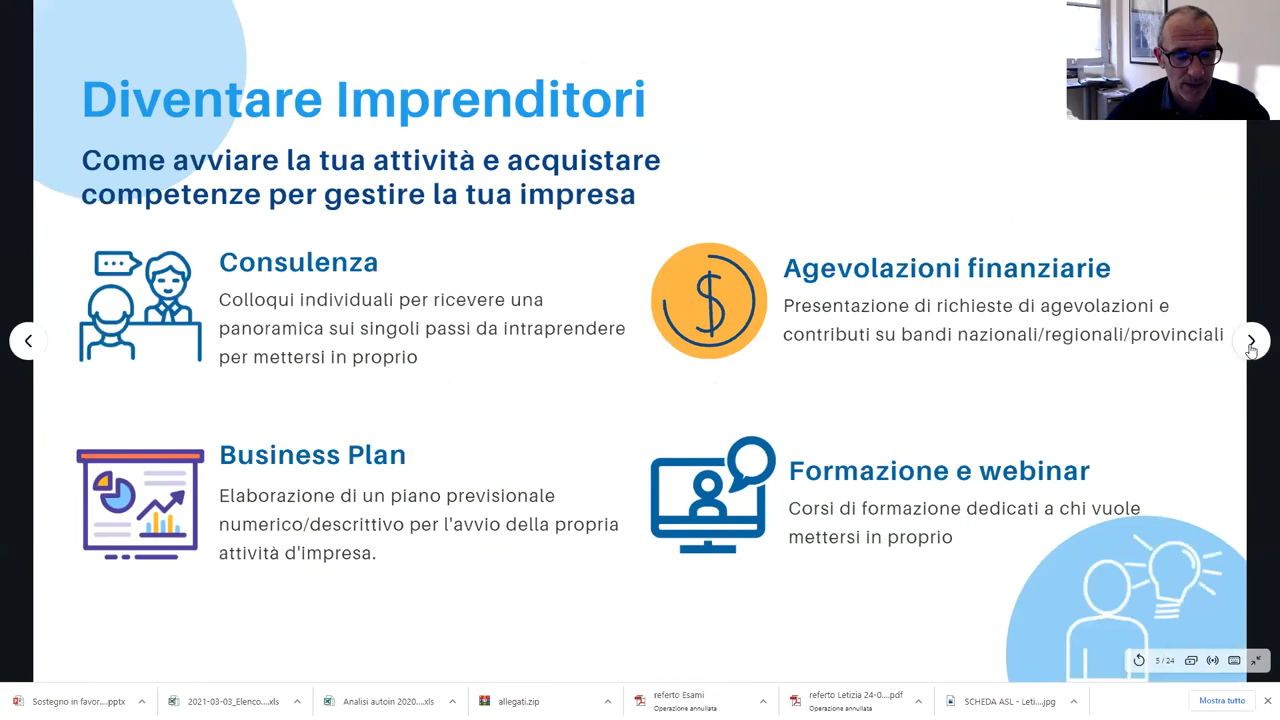 Diventare Imprenditori
Come avviare la tua attività e acquistare
competenze per gestire la tua impresa
Consulenza
Colloqui individuali per ricevere una
panoramica sui singoli passi da intraprendere
per mettersi in proprio
Agevolazioni finanziarie
Presentazione di richieste di agevolazioni e
contributi su bandi nazionali/regionali/provinciali
Business Plan
Elaborazione di un piano previsionale
numerico/descrittivo per l'avvio della propria
attività d'impresa.
Formazione e webinar
Corsi di formazione dedicati a chi vuole
mettersi in proprio
5 / 24
Sostegno in favor....pptx
2021-03-03_Elenco....xls
Analisi autoin 2020....xls
allegati.zip
referto Esami
Operazione annullata
referto Letizia 24-0....pdf
Operazione annullata
SCHEDA ASL - Leti....jpg
Mostra tutto